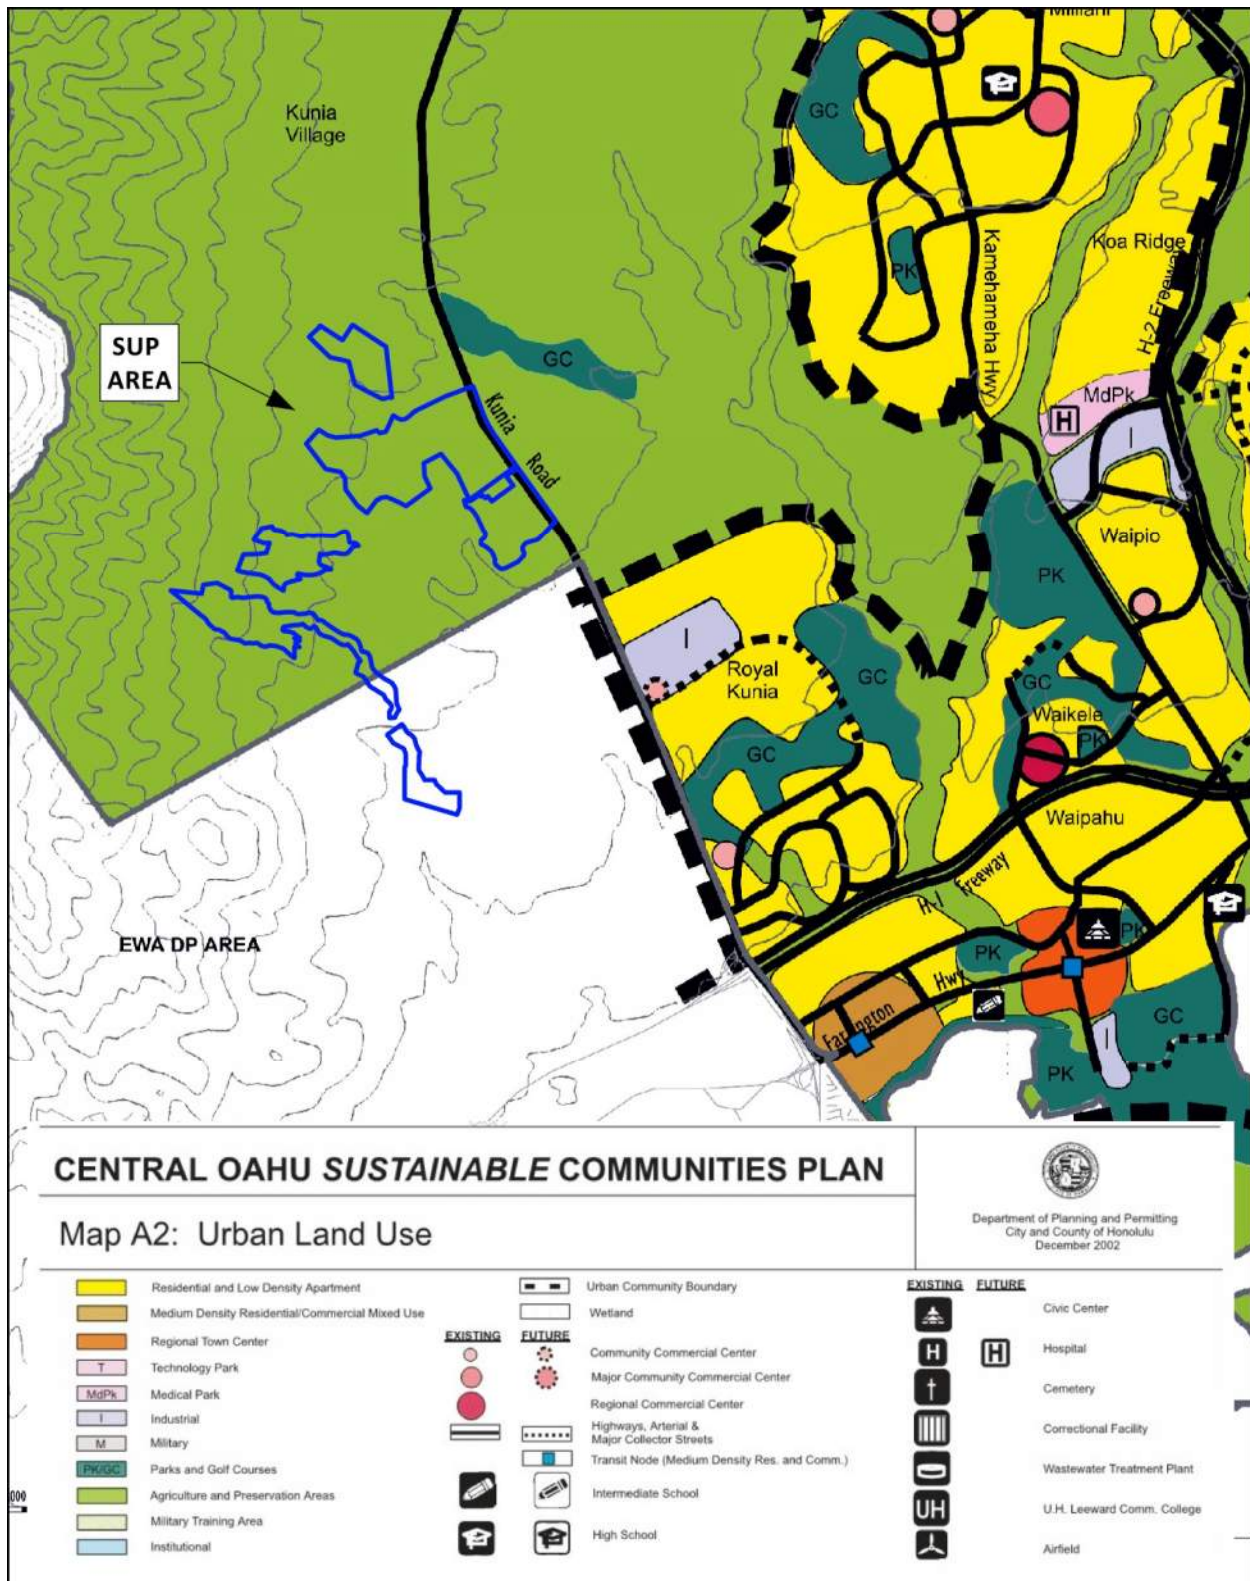 Mililani
Kunia
Village
GC
Koa Ridge
PK
Kamehameha Hwy
H-2 Freeway
SUP
AREA
GC
MdPk
H
I
Kunia
Road
Waipio
PK
I
Royal
Kunia
GC
GC
Waikele
PK
GC
Waipahu
H-1 Freeway
EWA DP AREA
PK
PK
Hwy
Farrington
GC
I
PK
CENTRAL OAHU SUSTAINABLE COMMUNITIES PLAN
Map A2: Urban Land Use
Department of Planning and Permitting
City and County of Honolulu
December 2002
Residential and Low Density Apartment
Medium Density Residential/Commercial Mixed Use
Regional Town Center
T Technology Park
MdPk Medical Park
I Industrial
M Military
PK/GC Parks and Golf Courses
Agriculture and Preservation Areas
Military Training Area
Institutional
Urban Community Boundary
Wetland
EXISTING FUTURE
Community Commercial Center
Major Community Commercial Center
Regional Commercial Center
Highways, Arterial &
Major Collector Streets
Transit Node (Medium Density Res. and Comm.)
Intermediate School
High School
EXISTING FUTURE
Civic Center
H H Hospital
Cemetery
Correctional Facility
Wastewater Treatment Plant
UH U.H. Leeward Comm. College
Airfield